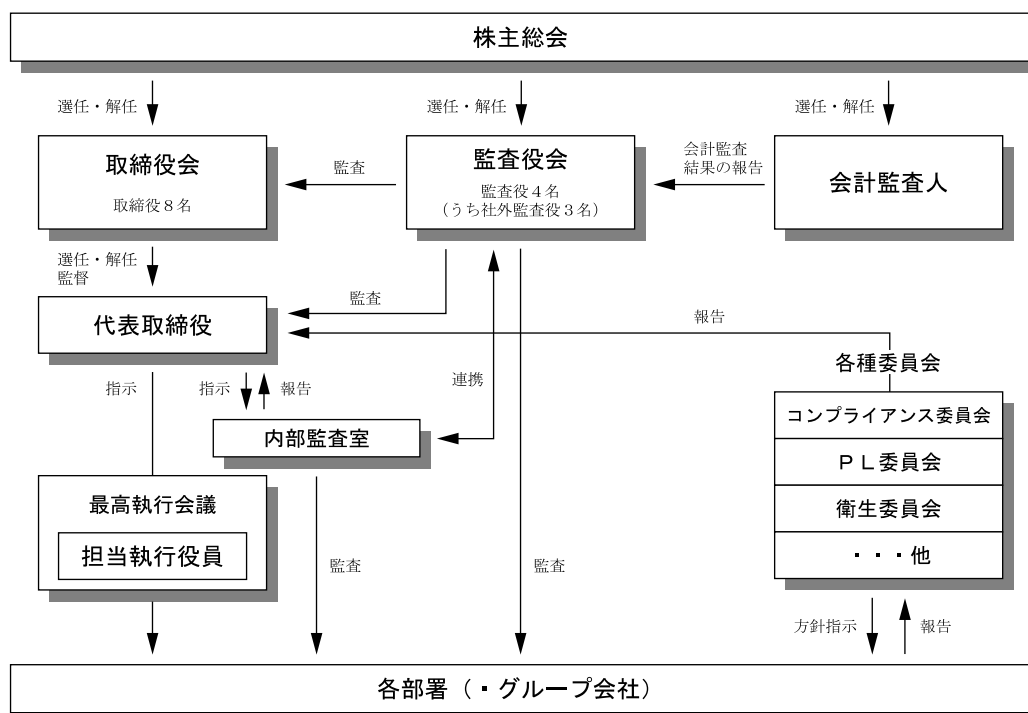 株主総会
選任・解任
選任・解任
選任・解任
取締役会
取締役8名
監査
監査役会
監査役4名
(うち社外監査役3名)
会計監査
結果の報告
会計監査人
選任・解任
監督
監査
代表取締役
報告
各種委員会
指示
指示
報告
連携
内部監査室
コンプライアンス委員会
PL委員会
衛生委員会
・・・他
最高執行会議
担当執行役員
監査
監査
方針指示
報告
各部署(・グループ会社)